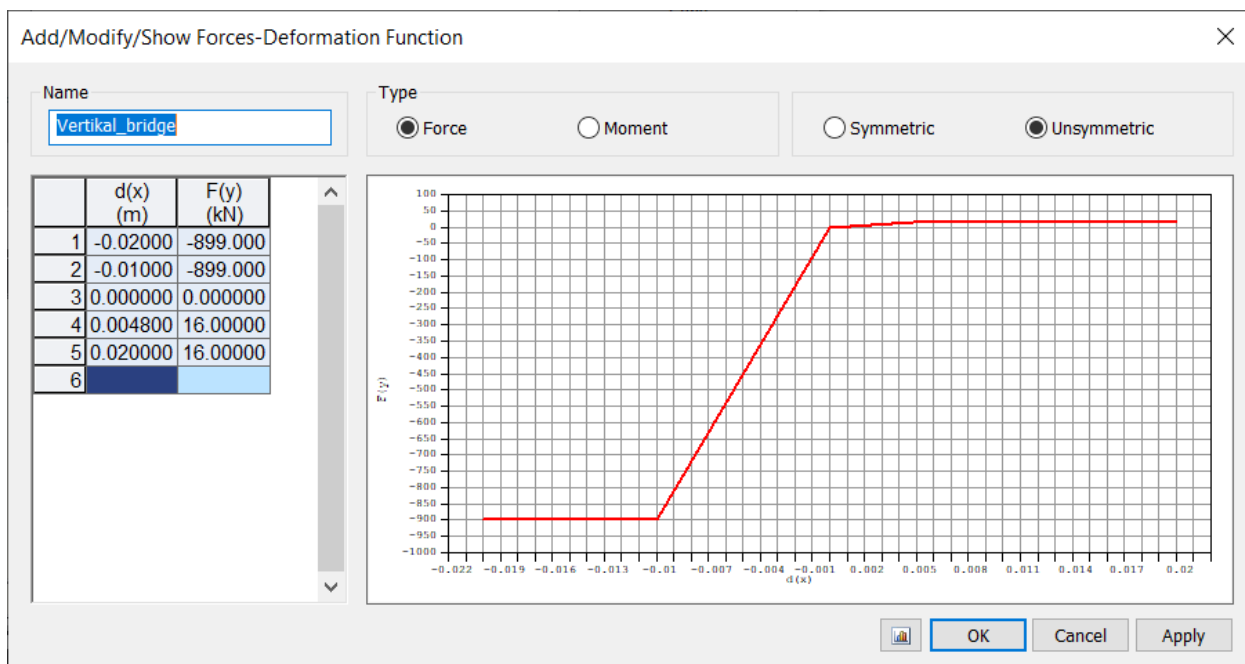 Add/Modify/Show Forces-Deformation Function
Name
Vertikal_bridge
Type
Force
Moment
Symmetric
Unsymmetric
d(x) F(y)
(m) (kN)
1 -0.02000 -899.000
2 -0.01000 -899.000
3 0.000000 0.000000
4 0.004800 16.00000
5 0.020000 16.00000
6
100
50
0
-50
-100
-150
-200
-250
-300
-350
-400
-450
-500
-550
-600
-650
-700
-750
-800
-850
-900
-950
-1000
F(y)
-0.022 -0.019 -0.016 -0.013 -0.01 -0.007 -0.004 -0.001 0.002 0.005 0.008 0.011 0.014 0.017 0.02
d(x)
OK Cancel Apply